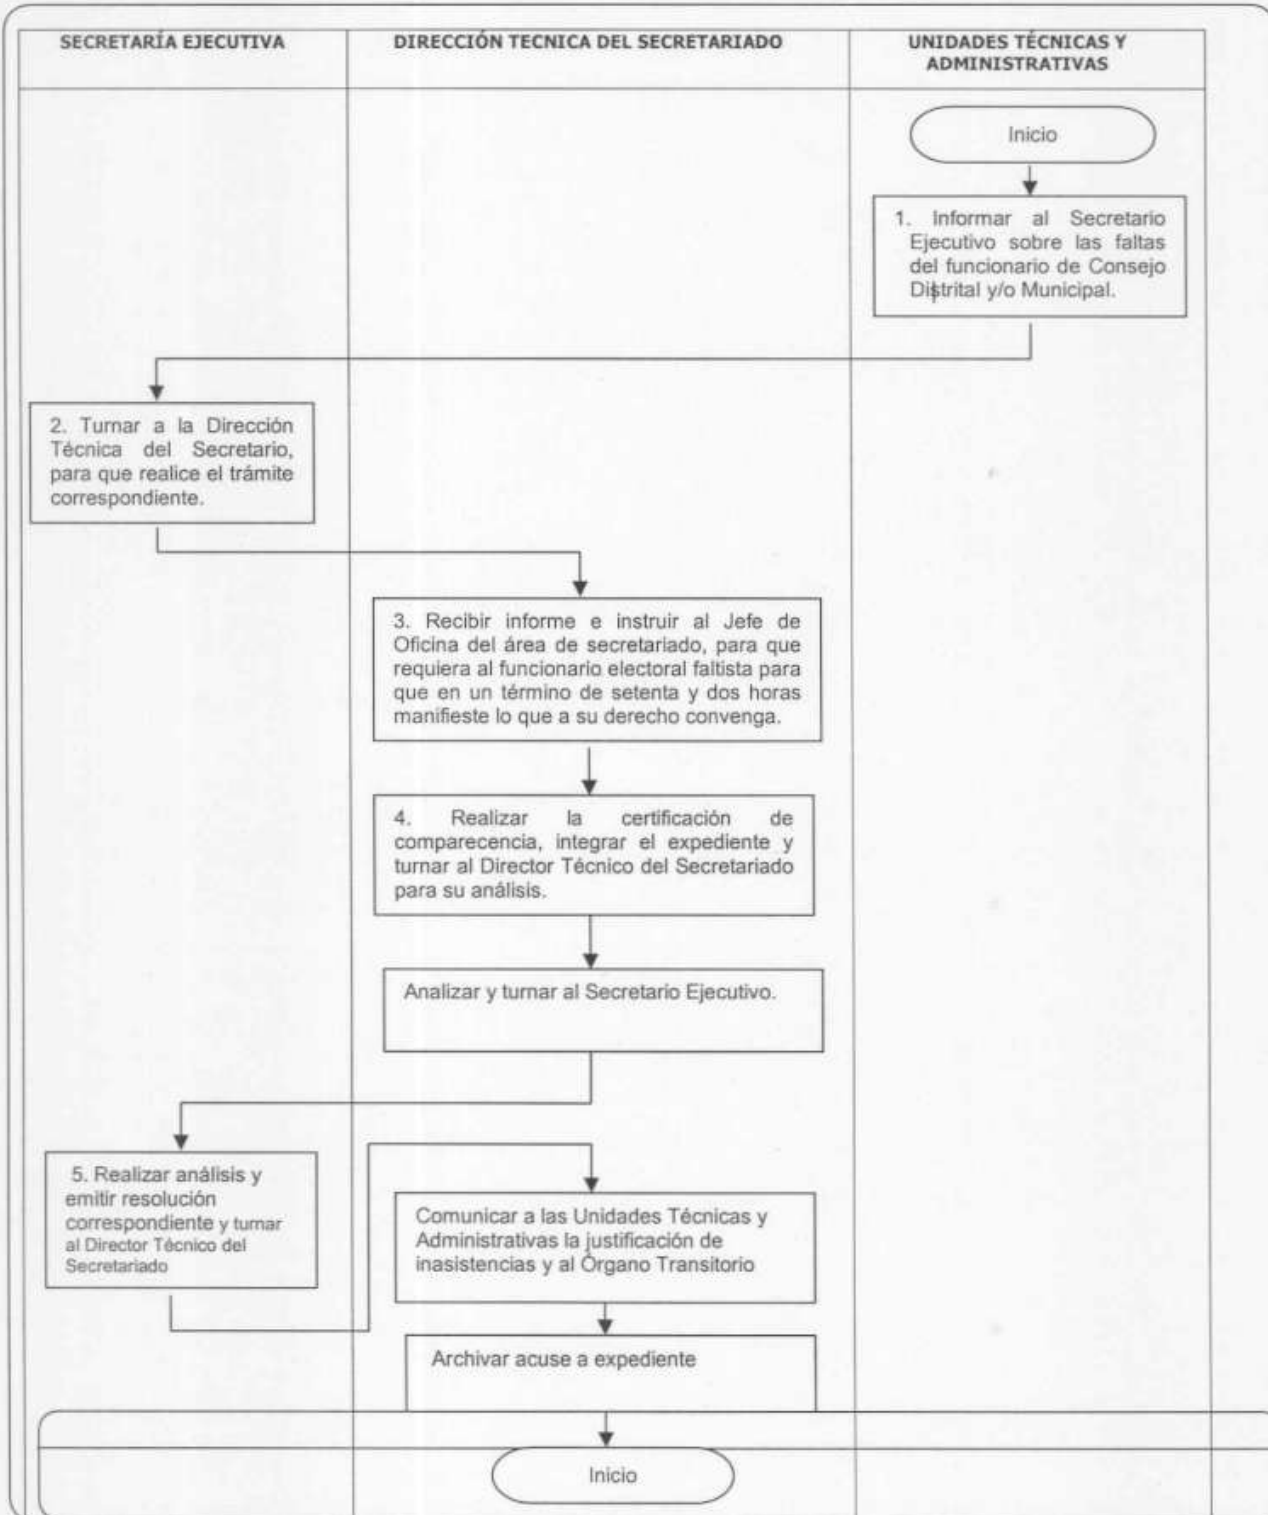 SECRETARÍA EJECUTIVA
DIRECCIÓN TECNICA DEL SECRETARIADO
UNIDADES TÉCNICAS Y
ADMINISTRATIVAS
Inicio
1. Informar al Secretario
Ejecutivo sobre las faltas
del funcionario de Consejo
Distrital y/o Municipal.
2. Turnar a la Dirección
Técnica del Secretario,
para que realice el trámite
correspondiente.
3. Recibir informe e instruir al Jefe de
Oficina del área de secretariado, para que
requiera al funcionario electoral faltista para
que en un término de setenta y dos horas
manifieste lo que a su derecho convenga.
4. Realizar la certificación de
comparecencia, integrar el expediente y
turnar al Director Técnico del Secretariado
para su análisis.
Analizar y turnar al Secretario Ejecutivo.
5. Realizar análisis y
emitir resolución
correspondiente y turnar
al Director Técnico del
Secretariado
Comunicar a las Unidades Técnicas y
Administrativas la justificación de
inasistencias y al Órgano Transitorio
Archivar acuse a expediente
Inicio